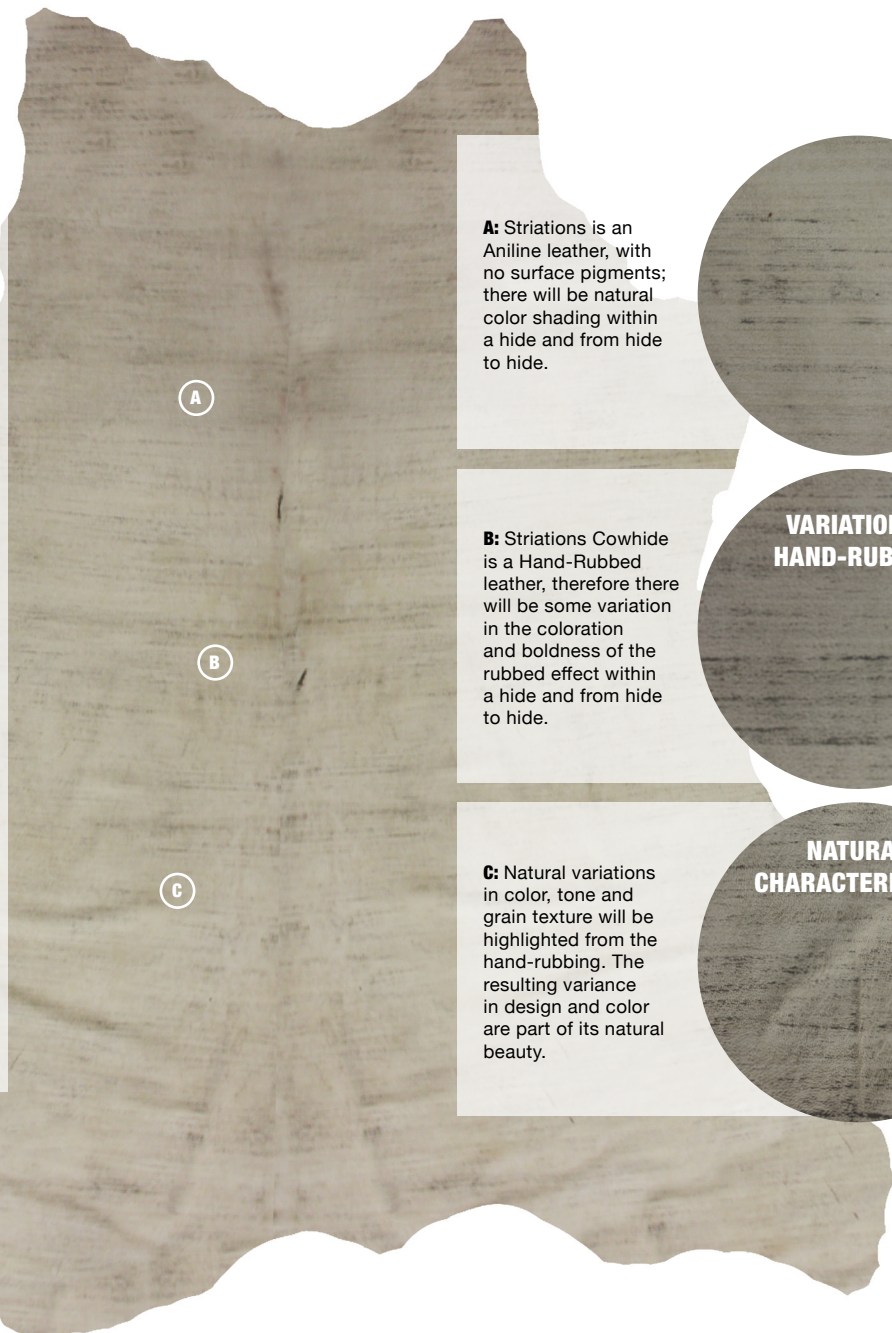 A: Striations is an
Aniline leather, with
no surface pigments;
there will be natural
color shading within
a hide and from hide
to hide.
A
B: Striations Cowhide
is a Hand-Rubbed
leather, therefore there
will be some variation
in the coloration
and boldness of the
rubbed effect within
a hide and from hide
to hide.
HAND-RUB
B
C: Natural variations
in color, tone and
grain texture will be
highlighted from the
hand-rubbing. The
resulting variance
in design and color
are part of its natural
beauty.
C